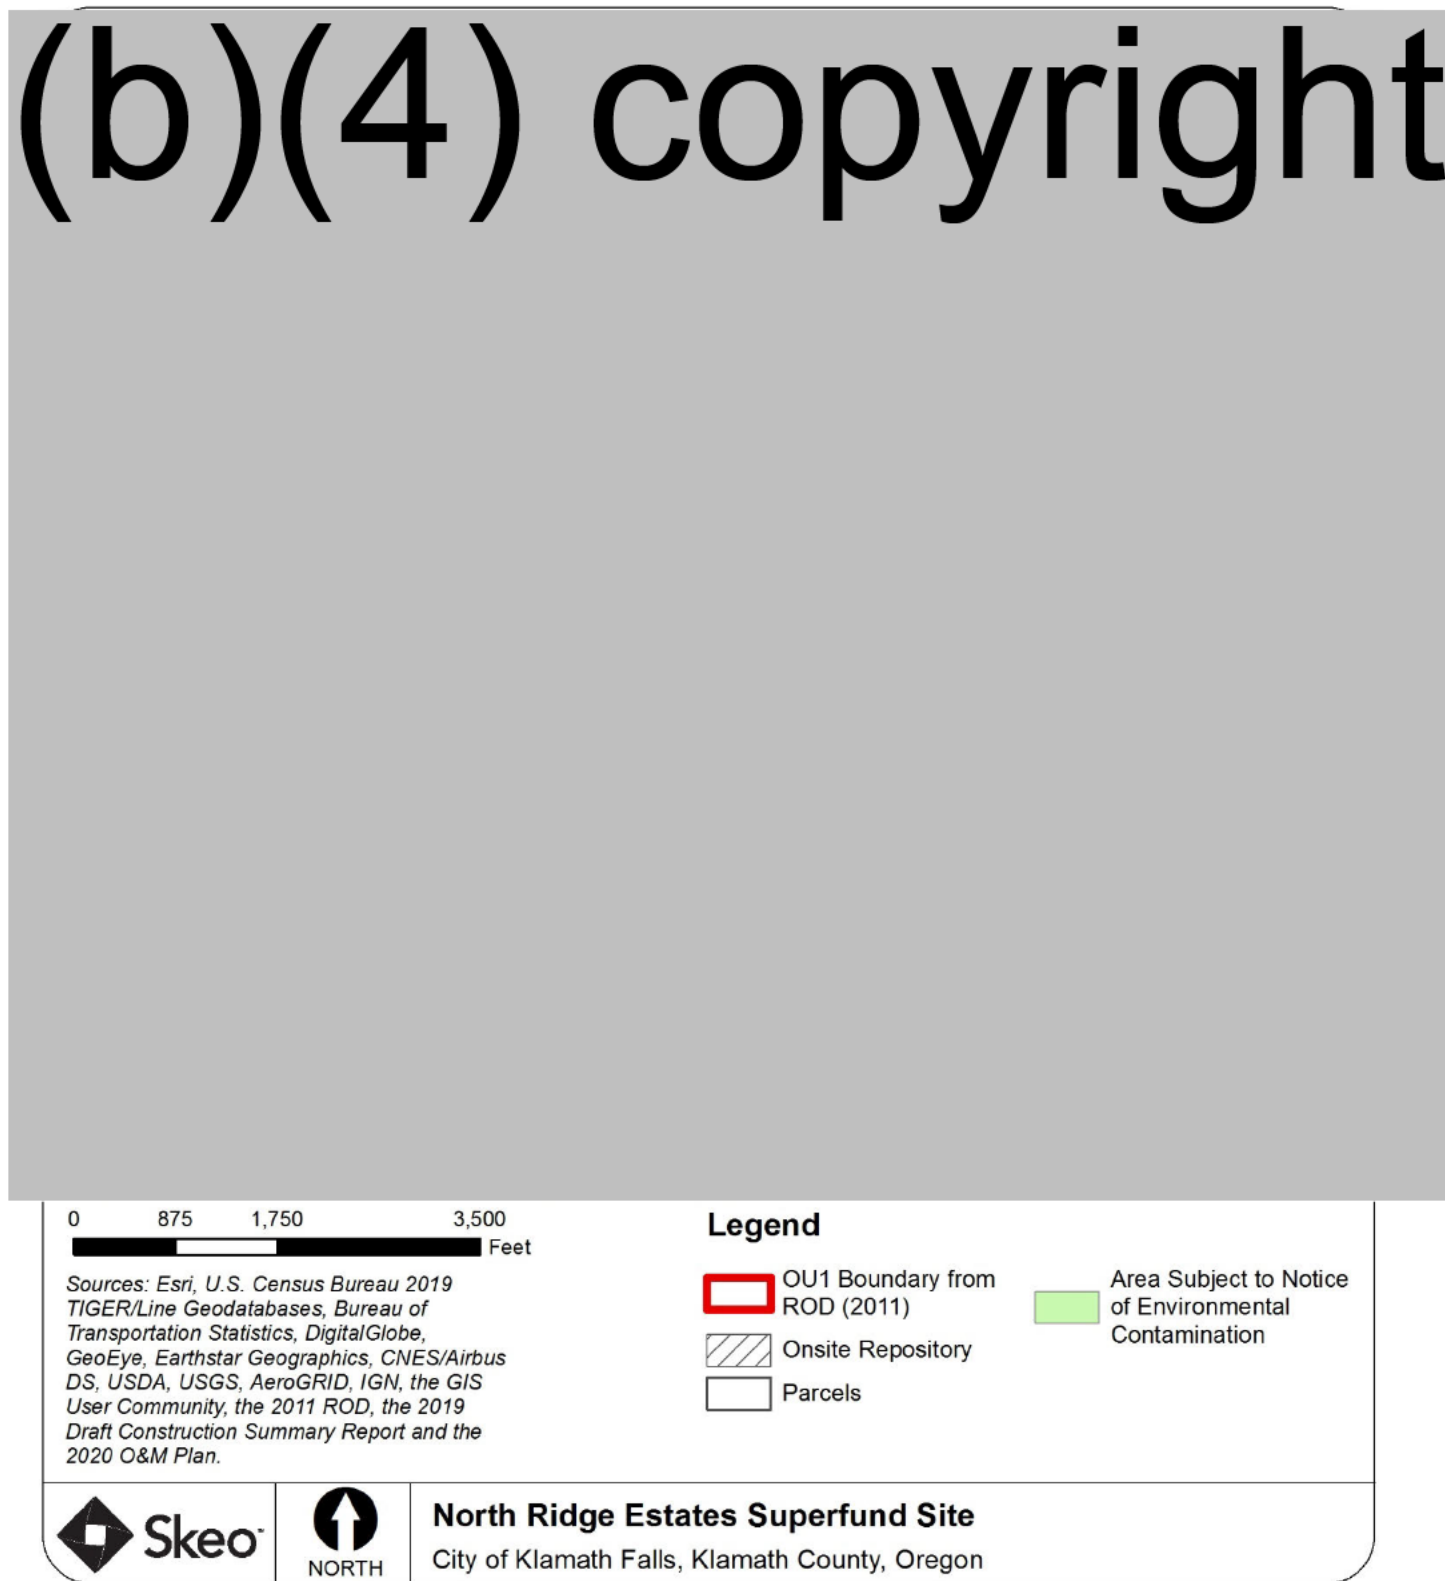 (b)(4) copyright
0 875 1,750 3,500
Feet
Sources: Esri, U.S. Census Bureau 2019
TIGER/Line Geodatabases, Bureau of
Transportation Statistics, DigitalGlobe,
GeoEye, Earthstar Geographics, CNES/Airbus
DS, USDA, USGS, AeroGRID, IGN, the GIS
User Community, the 2011 ROD, the 2019
Draft Construction Summary Report and the
2020 O&M Plan.
Legend
OU1 Boundary from
ROD (2011)
Onsite Repository
Parcels
Area Subject to Notice
of Environmental
Contamination
Skeo
NORTH
North Ridge Estates Superfund Site
City of Klamath Falls, Klamath County, Oregon